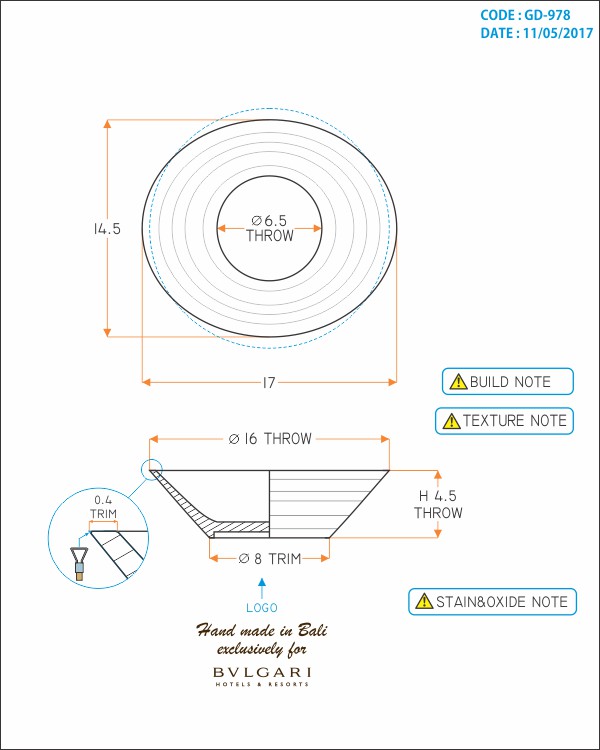 CODE : GD-978
DATE : 11/05/2017
14.5
Ø6.5
THROW
17
BUILD NOTE
TEXTURE NOTE
Ø 16 THROW
0.4
TRIM
H 4.5
THROW
Ø 8 TRIM
STAIN&OXIDE NOTE
LOGO
Hand made in Bali
exclusively for
BVLGARI
HOTELS & RESORTS